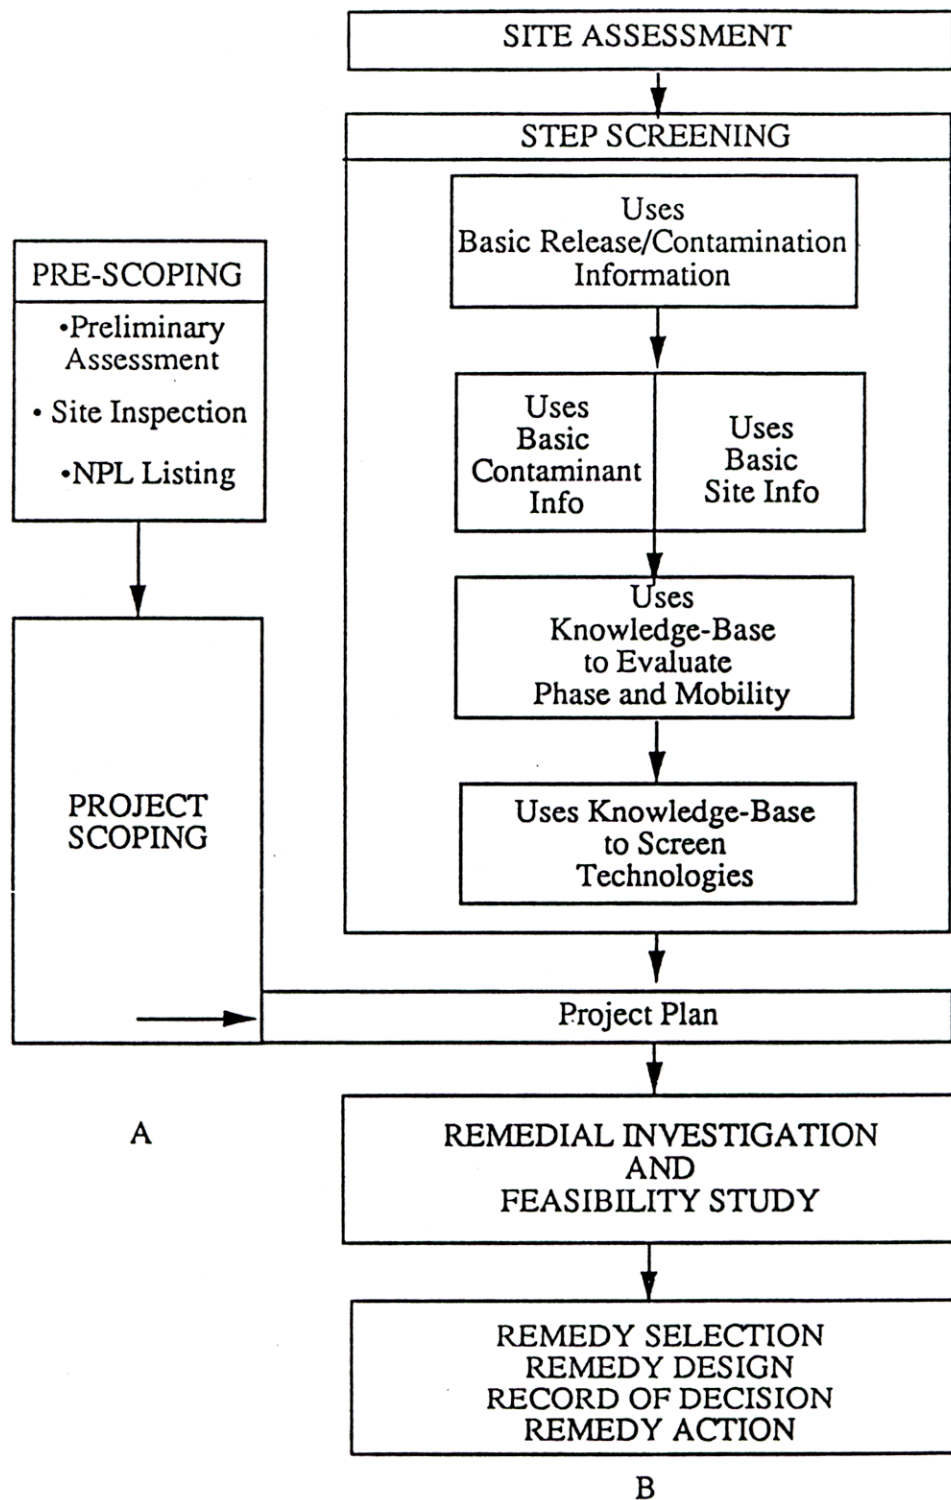 SITE ASSESSMENT
STEP SCREENING
Uses
Basic Release/Contamination
Information
Uses
Basic
Contaminant
Info
Uses
Basic
Site Info
Uses
Knowledge-Base
to Evaluate
Phase and Mobility
Uses Knowledge-Base
to Screen
Technologies
PRE-SCOPING
•Preliminary
Assessment
• Site Inspection
•NPL Listing
PROJECT
SCOPING
Project Plan
A
REMEDIAL INVESTIGATION
AND
FEASIBILITY STUDY
REMEDY SELECTION
REMEDY DESIGN
RECORD OF DECISION
REMEDY ACTION
B